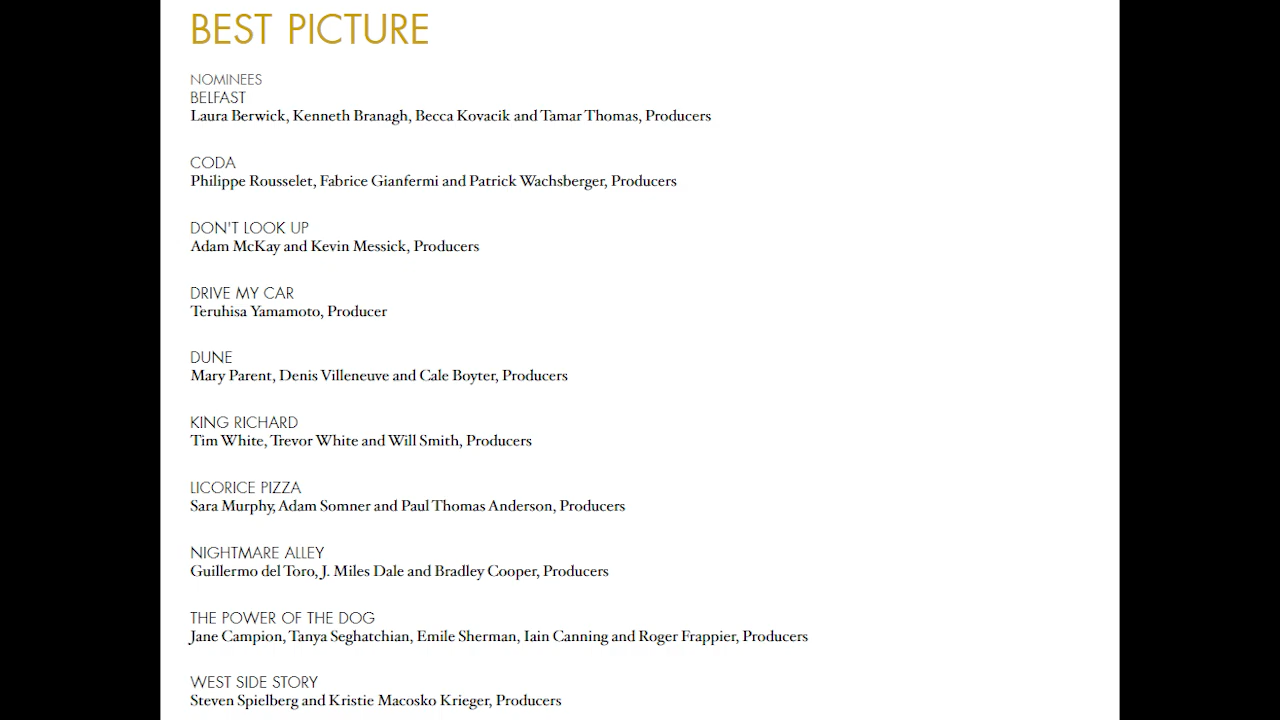 BEST PICTURE
NOMINEES
BELFAST
Laura Berwick, Kenneth Branagh, Becca Kovacik and Tamar Thomas, Producers
CODA
Philippe Rousselet, Fabrice Gianfermi and Patrick Wachsberger, Producers
DON'T LOOK UP
Adam McKay and Kevin Messick, Producers
DRIVE MY CAR
Teruhisa Yamamoto, Producer
DUNE
Mary Parent, Denis Villeneuve and Cale Boyter, Producers
KING RICHARD
Tim White, Trevor White and Will Smith, Producers
LICORICE PIZZA
Sara Murphy, Adam Somner and Paul Thomas Anderson, Producers
NIGHTMARE ALLEY
Guillermo del Toro, J. Miles Dale and Bradley Cooper, Producers
THE POWER OF THE DOG
Jane Campion, Tanya Seghatchian, Emile Sherman, Iain Canning and Roger Frappier, Producers
WEST SIDE STORY
Steven Spielberg and Kristie Macosko Krieger, Producers